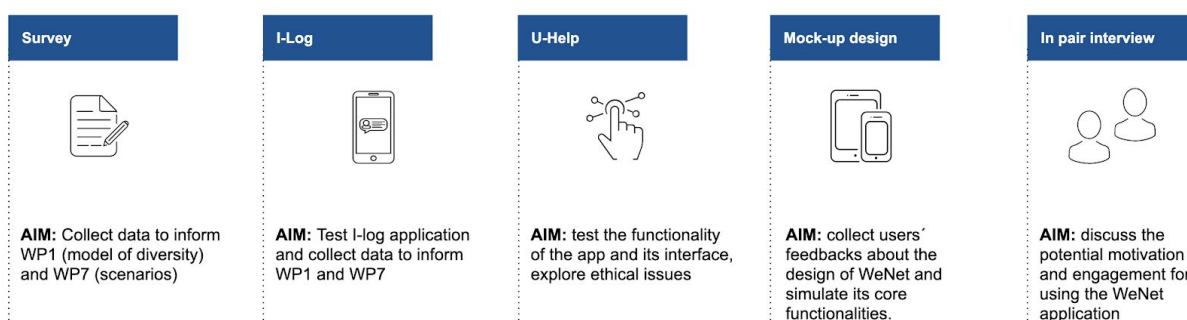 Survey
I-Log
U-Help
Mock-up design
In pair interview
AIM: Collect data to inform
WP1 (model of diversity)
and WP7 (scenarios)
AIM: Test I-log application
and collect data to inform
WP1 and WP7
AIM: test the functionality
of the app and its interface,
explore ethical issues
AIM: collect users´
feedbacks about the
design of WeNet and
simulate its core
functionalities.
AIM: discuss the
potential motivation
and engagement for
using the WeNet
application